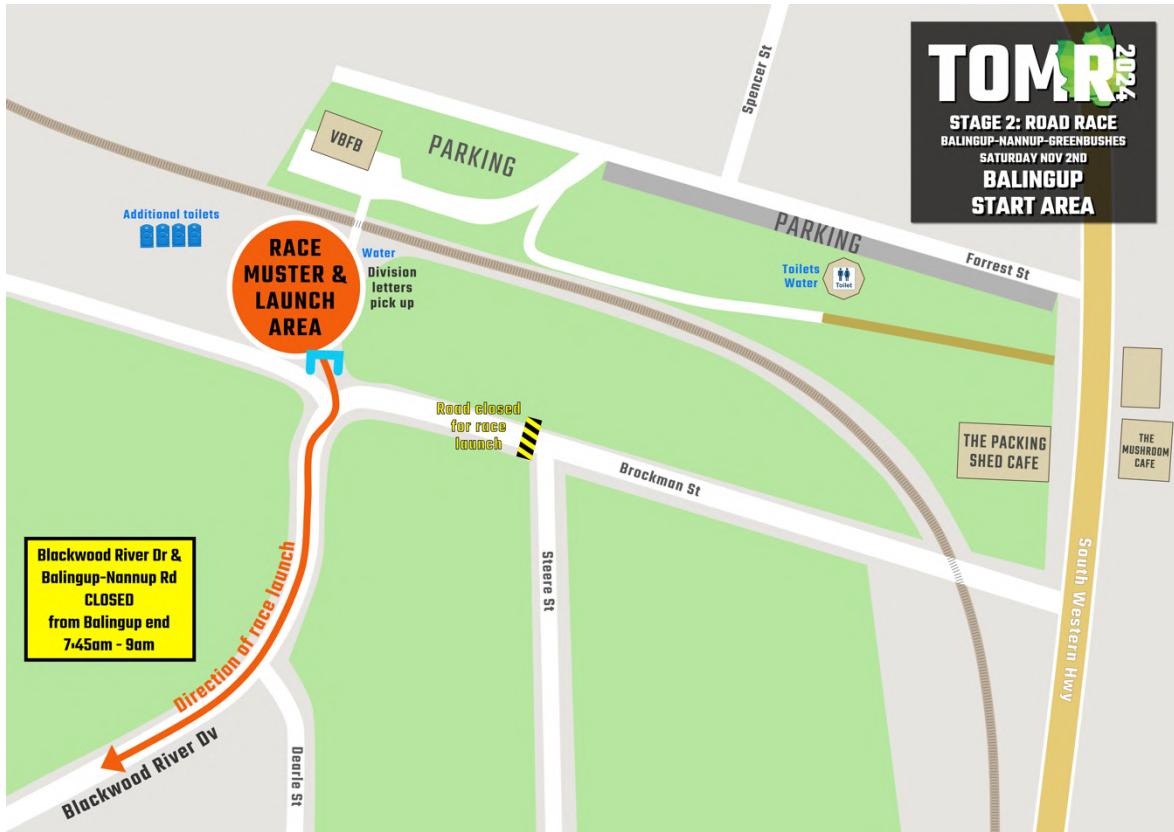 TOMR
2024
STAGE 2: ROAD RACE
BALINGUP-NANNUP-GREENBUSHES
SATURDAY NOV 2ND
BALINGUP
START AREA
Spencer St
VBFB
PARKING
PARKING
Forrest St
Additional toilets
RACE
MUSTER &
LAUNCH
AREA
Water
Division
letters
pick up
Toilets
Water
Toilet
Road closed
for race
launch
Brockman St
THE PACKING
SHED CAFE
THE
MUSHROOM
CAFE
South Western Hwy
Steere St
Blackwood River Dr &
Balingup-Nannup Rd
CLOSED
from Balingup end
7:45am - 9am
Direction of race launch
Blackwood River Dv
Dearle St